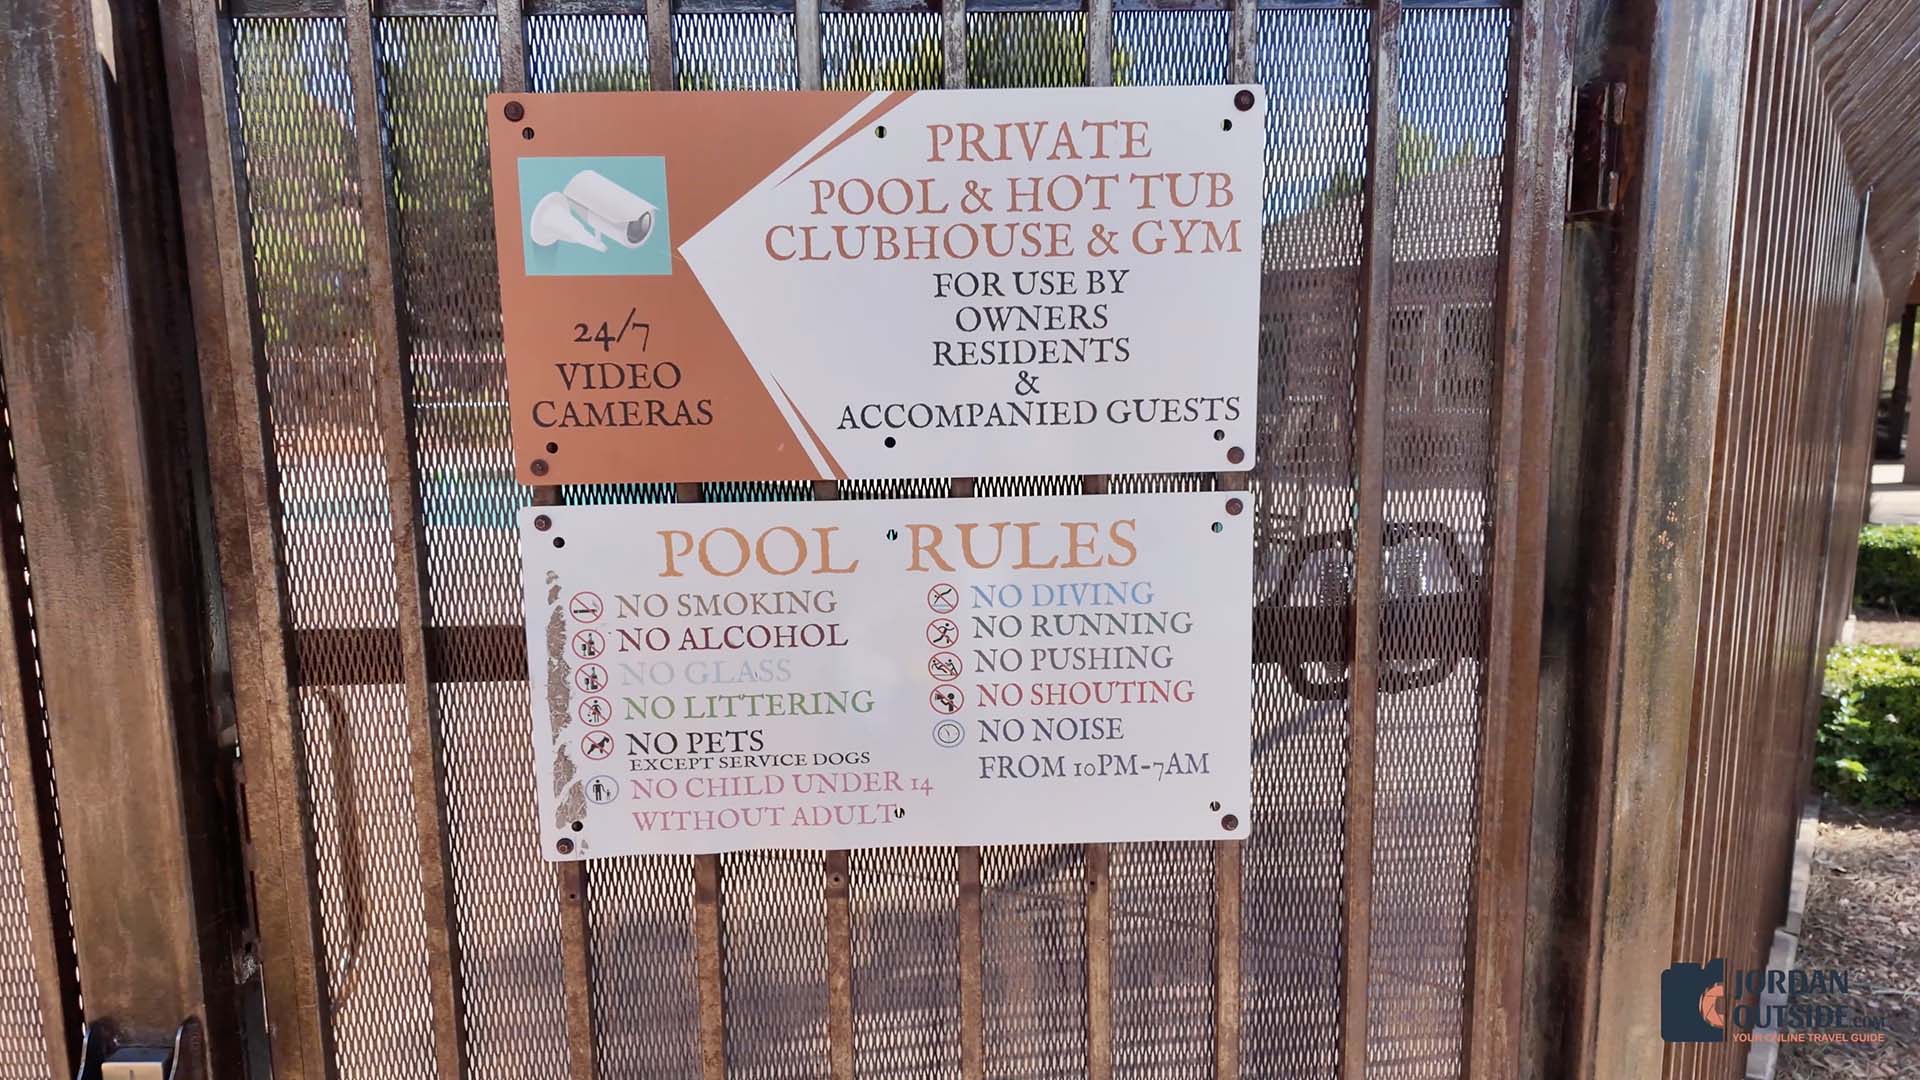 PRIVATE
POOL & HOT TUB
CLUBHOUSE & GYM
FOR USE BY
OWNERS
RESIDENTS
&
ACCOMPANIED GUESTS
24/7
VIDEO
CAMERAS
POOL RULES
NO SMOKING
NO ALCOHOL
NO GLASS
NO LITTERING
NO PETS
EXCEPT SERVICE DOGS
NO CHILD UNDER 14
WITHOUT ADULT
NO DIVING
NO RUNNING
NO PUSHING
NO SHOUTING
NO NOISE
FROM 10PM-7AM
JORDAN
OUTSIDE.COM
YOUR ONLINE TRAVEL GUIDE